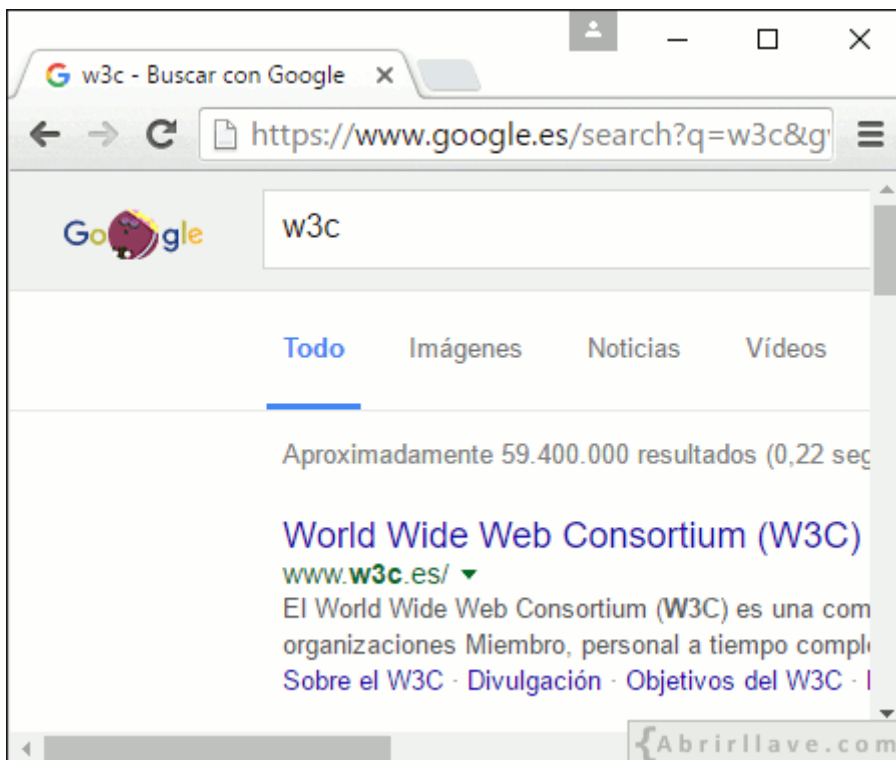 w3c - Buscar con Google
https://www.google.es/search?q=w3c&g
Google
w3c
Todo Imágenes Noticias Vídeos
Aproximadamente 59.400.000 resultados (0,22 seg
World Wide Web Consortium (W3C)
www.w3c.es/
El World Wide Web Consortium (W3C) es una com
organizaciones Miembro, personal a tiempo comple
Sobre el W3C · Divulgación · Objetivos del W3C ·
{Abrirllave.com